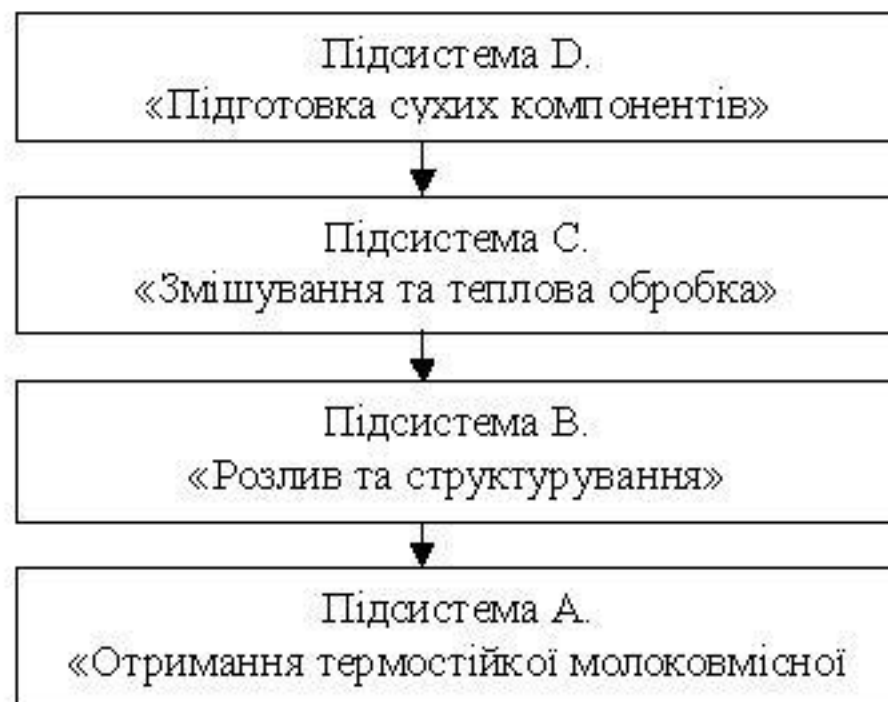 Підсистема D.
«Підготовка сухих компонентів»
Підсистема C.
«Змішування та теплова обробка»
Підсистема B.
«Розлив та структурування»
Підсистема A.
«Отримання термостійкої молоковмісної